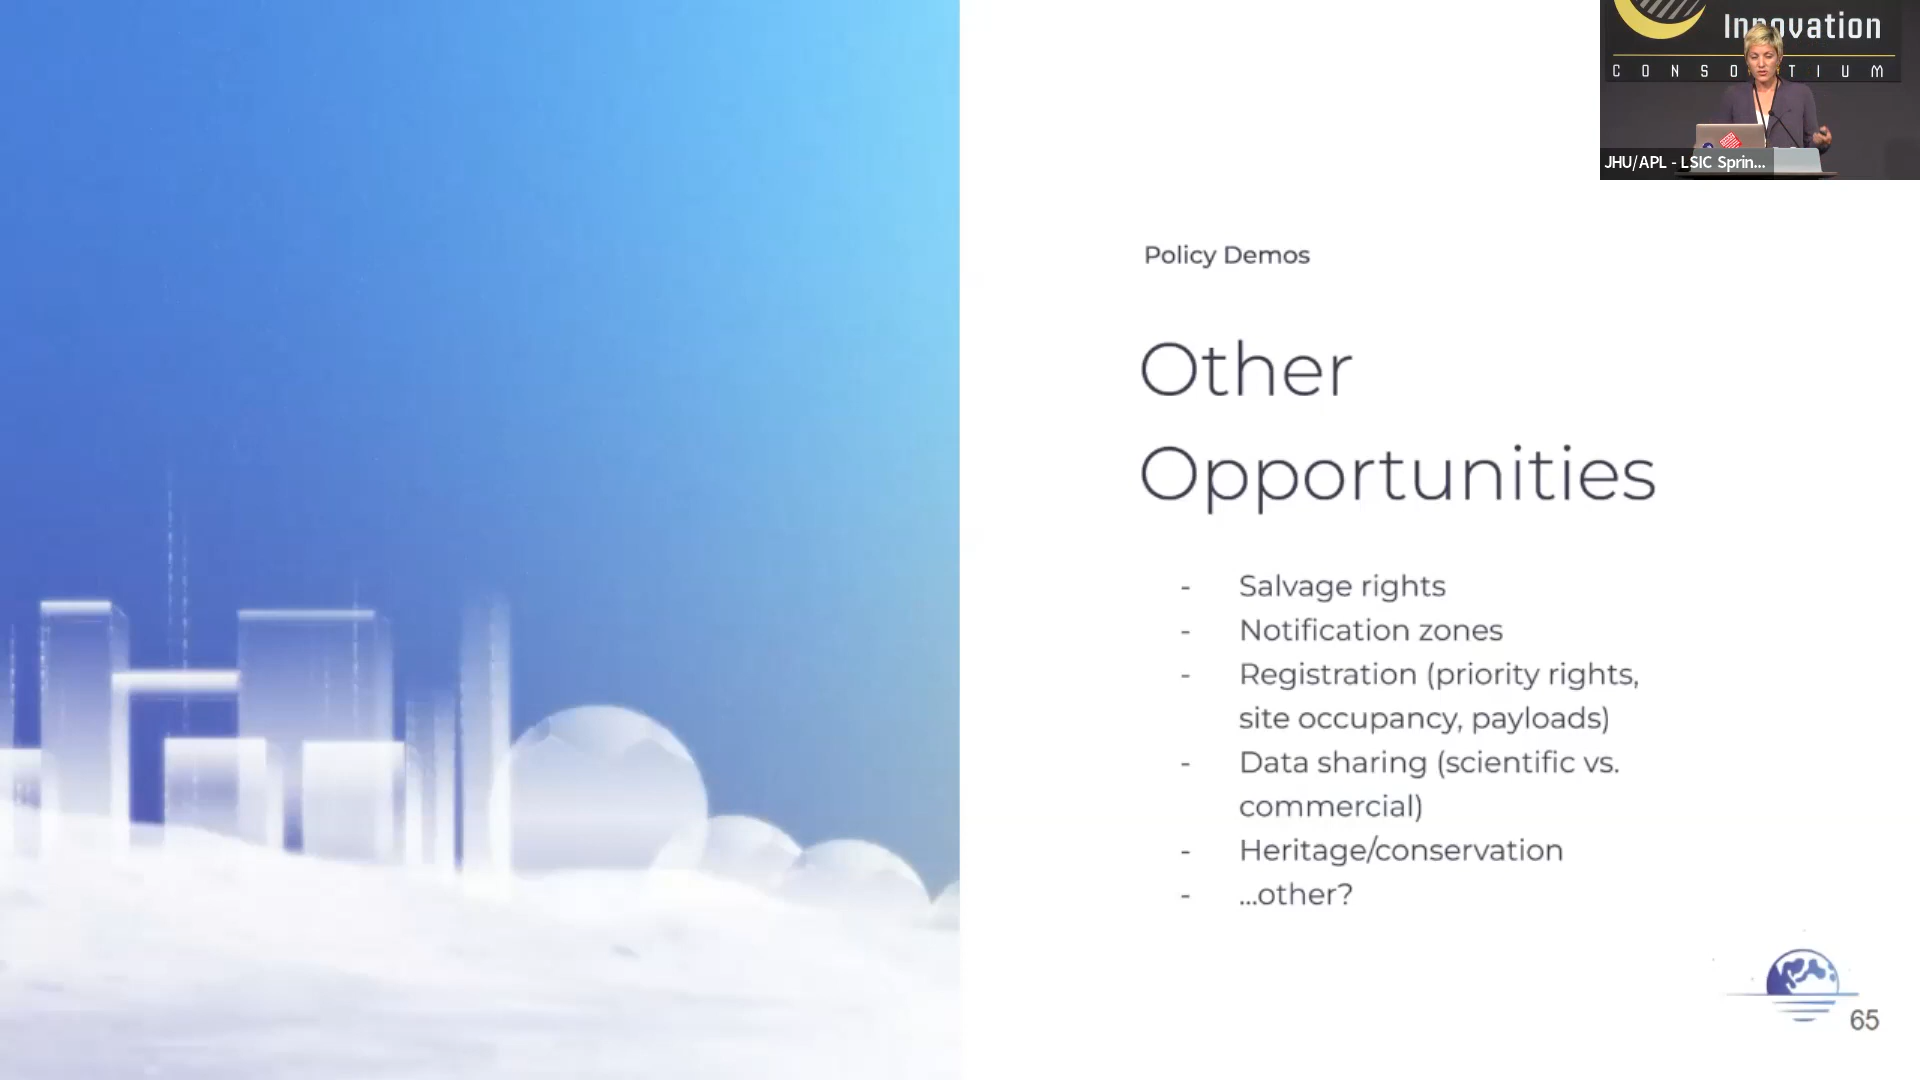 Innovation
CONSORTIUM
JHU/APL - LSIC Sprin...
Policy Demos
Other
Opportunities
- Salvage rights
- Notification zones
- Registration (priority rights,
site occupancy, payloads)
- Data sharing (scientific vs.
commercial)
- Heritage/conservation
- ...other?
65